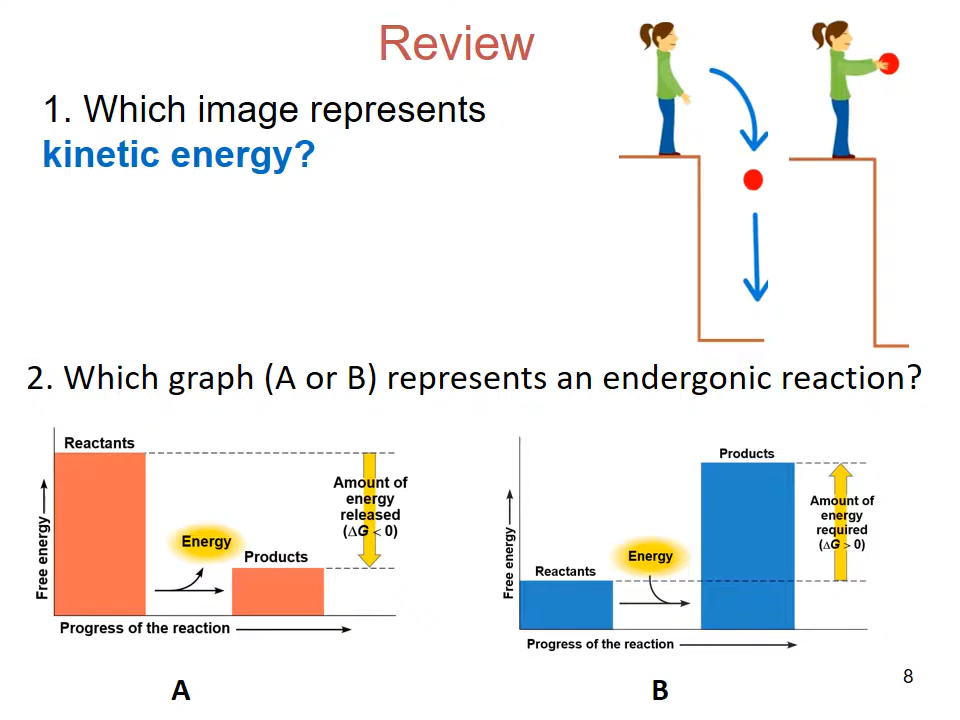 Review
1. Which image represents
kinetic energy?
2. Which graph (A or B) represents an endergonic reaction?
Reactants
Amount of
energy
released
(ΔG < 0)
Energy
Products
Free energy
Progress of the reaction
A
Products
Amount of
energy
required
(ΔG > 0)
Energy
Reactants
Free energy
Progress of the reaction
B
8